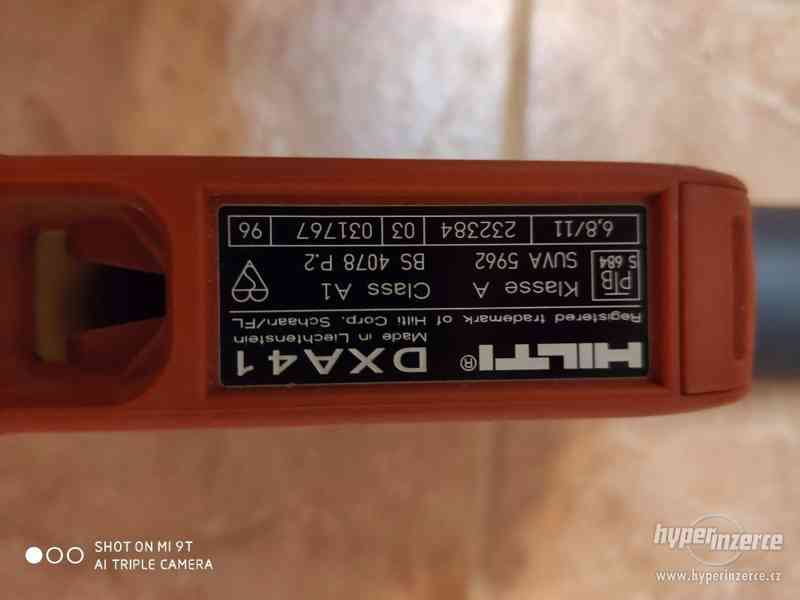 HILTI® DXA41
Made in Liechtenstein
Registered trademark of Hilti Corp. Schaan/FL
PTB S 684 Klasse A Class A1
SUVA 5962 BS 4078 P.2
6,8/11 232384 03 031767 96
SHOT ON MI 9T
AI TRIPLE CAMERA
hyperinzerce
www.hyperinzerce.cz